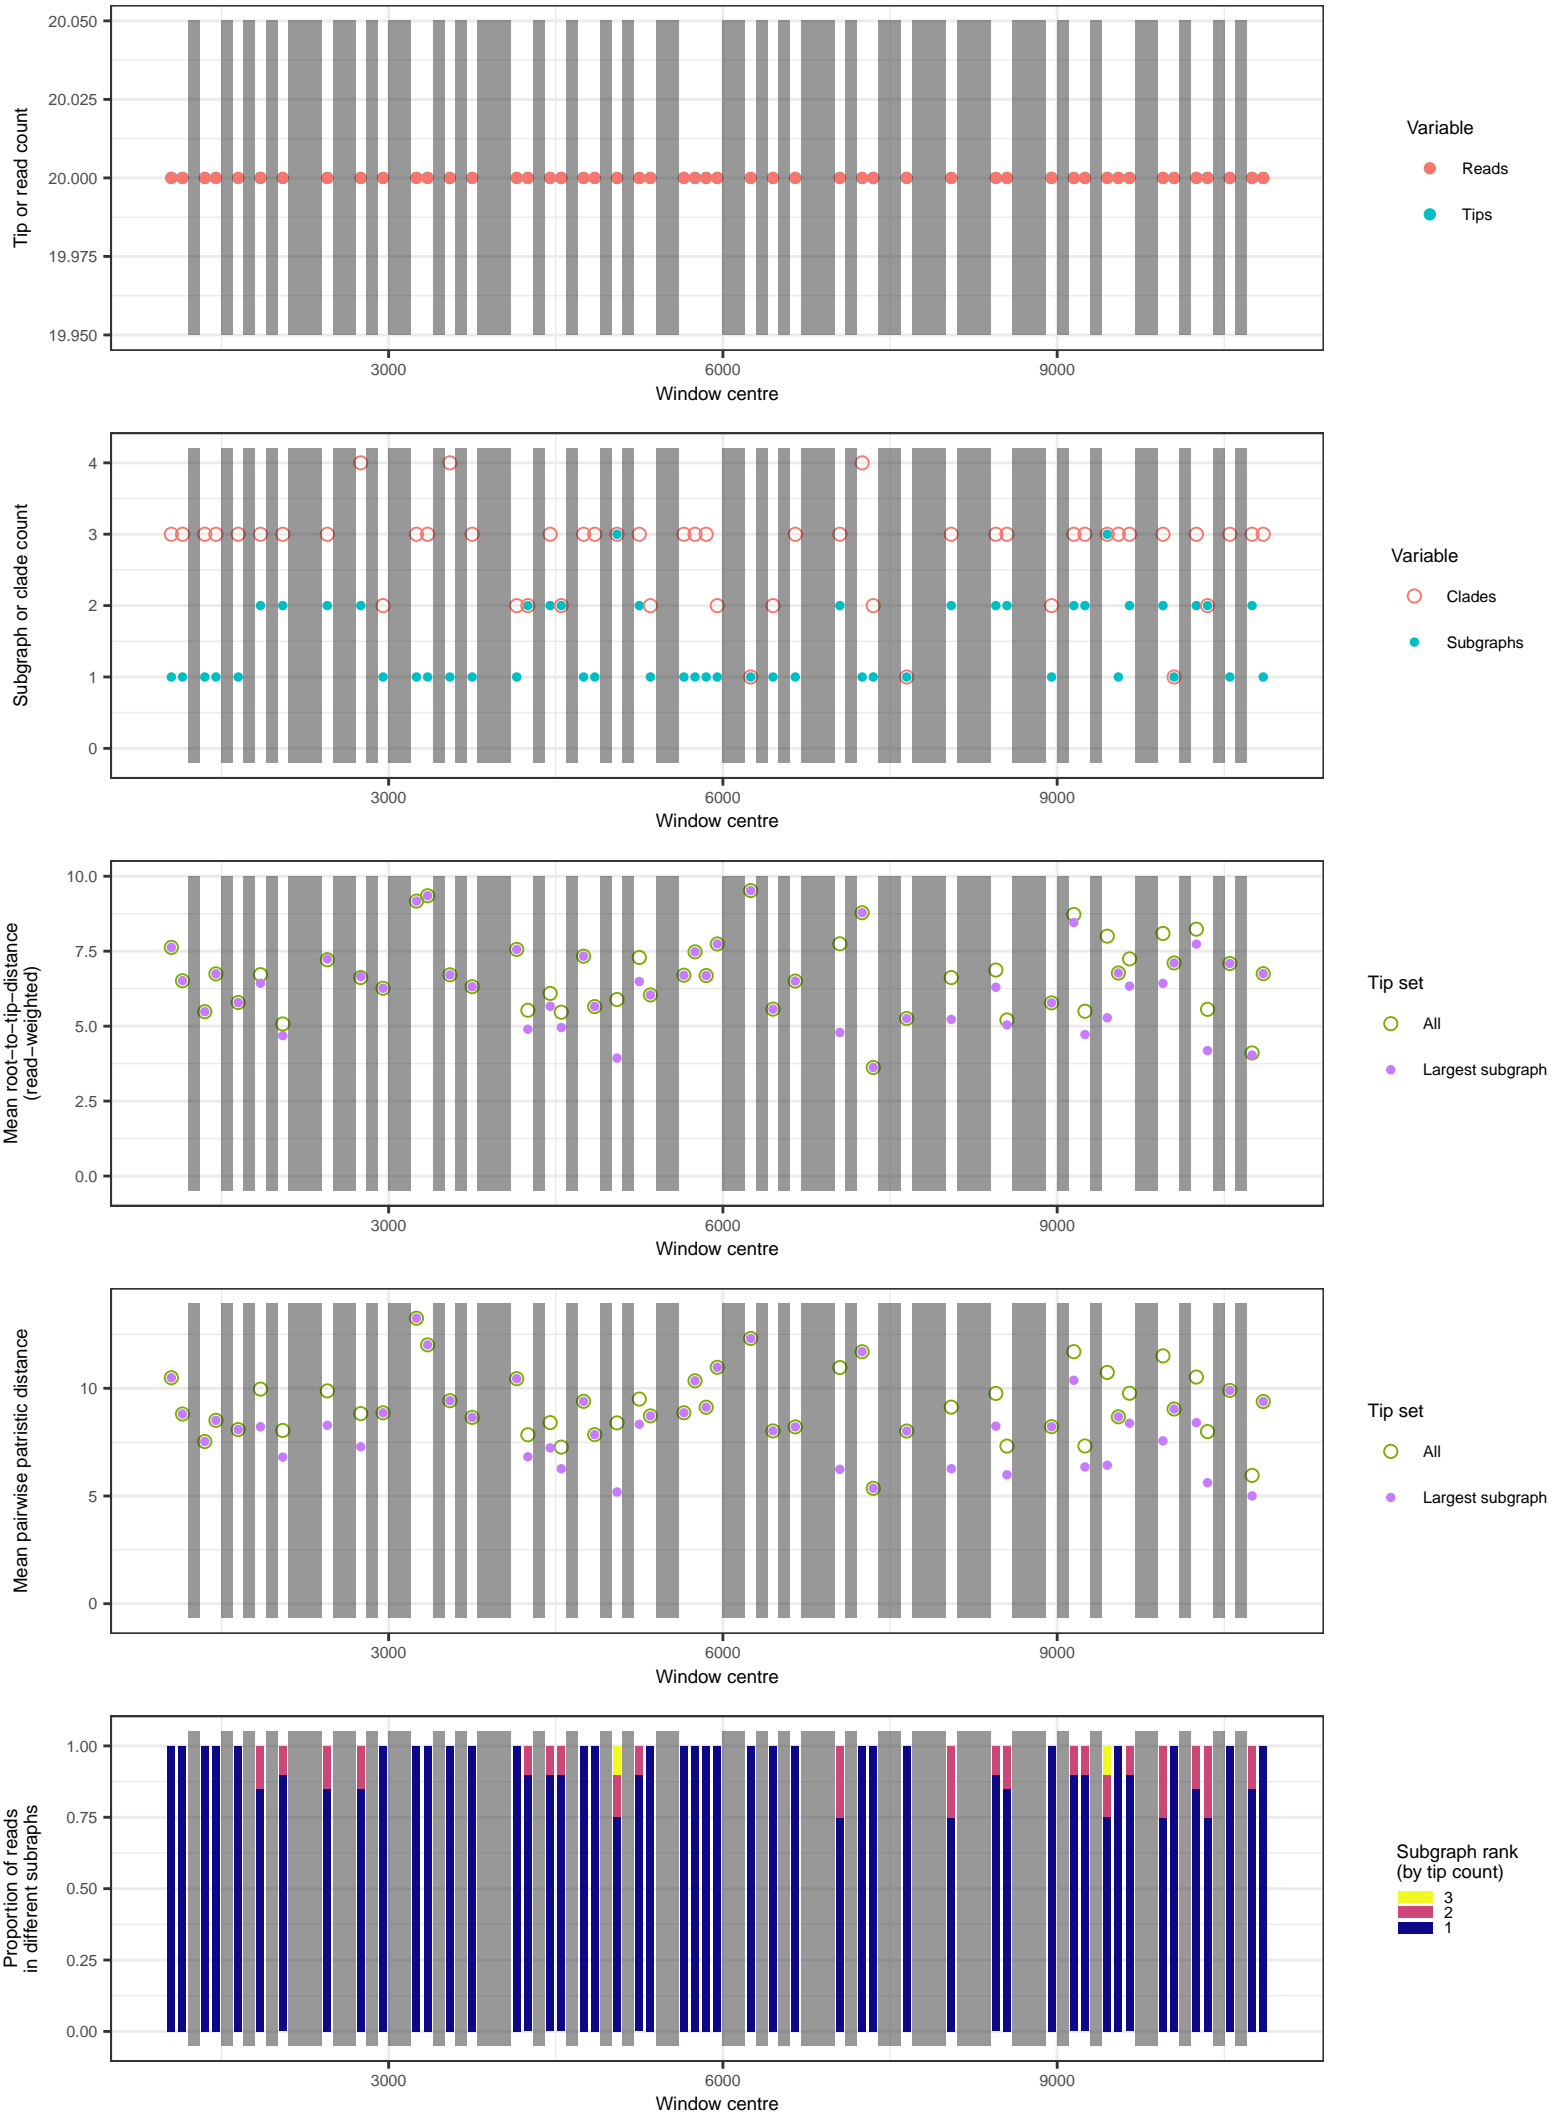 20.050
20.025
20.000
19.975
19.950
Tip or read count
3000
6000
9000
Window centre
Variable
Reads
Tips
4
3
2
1
0
Subgraph or clade count
3000
6000
9000
Window centre
Variable
Clades
Subgraphs
10.0
7.5
5.0
2.5
0.0
Mean root−to−tip−distance
(read−weighted)
3000
6000
9000
Window centre
Tip set
All
Largest subgraph
10
5
0
Mean pairwise patristic distance
3000
6000
9000
Window centre
Tip set
All
Largest subgraph
1.00
0.75
0.50
0.25
0.00
Proportion of reads
in different subraphs
3000
6000
9000
Window centre
Subgraph rank
(by tip count)
3
2
1